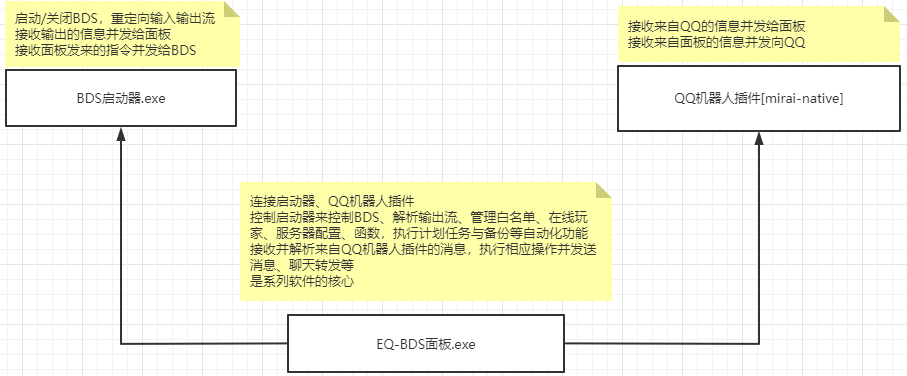 启动/关闭BDS，重定向输入输出流
接收输出的信息并发给面板
接收面板发来的指令并发给BDS
BDS启动器.exe
接收来自QQ的信息并发给面板
接收来自面板的信息并发向QQ
QQ机器人插件[mirai-native]
连接启动器、QQ机器人插件
控制启动器来控制BDS、解析输出流、管理白名单、在线玩
家、服务器配置、函数，执行计划任务与备份等自动化功能
接收并解析来自QQ机器人插件的消息，执行相应操作并发送
消息、聊天转发等
是系列软件的核心
EQ-BDS面板.exe